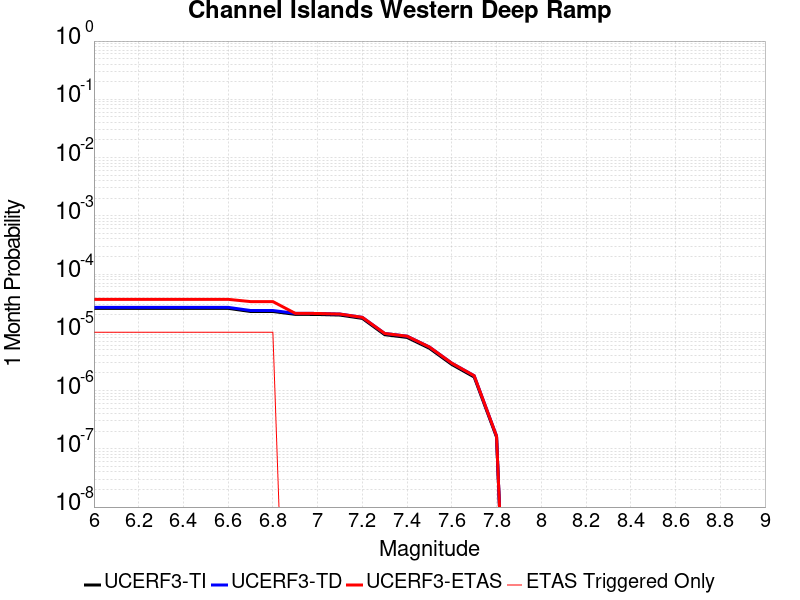 Channel Islands Western Deep Ramp
10^0
10^-1
10^-2
10^-3
10^-4
10^-5
10^-6
10^-7
10^-8
1 Month Probability
6 6.2 6.4 6.6 6.8 7 7.2 7.4 7.6 7.8 8 8.2 8.4 8.6 8.8 9
Magnitude
UCERF3-TI UCERF3-TD UCERF3-ETAS ETAS Triggered Only